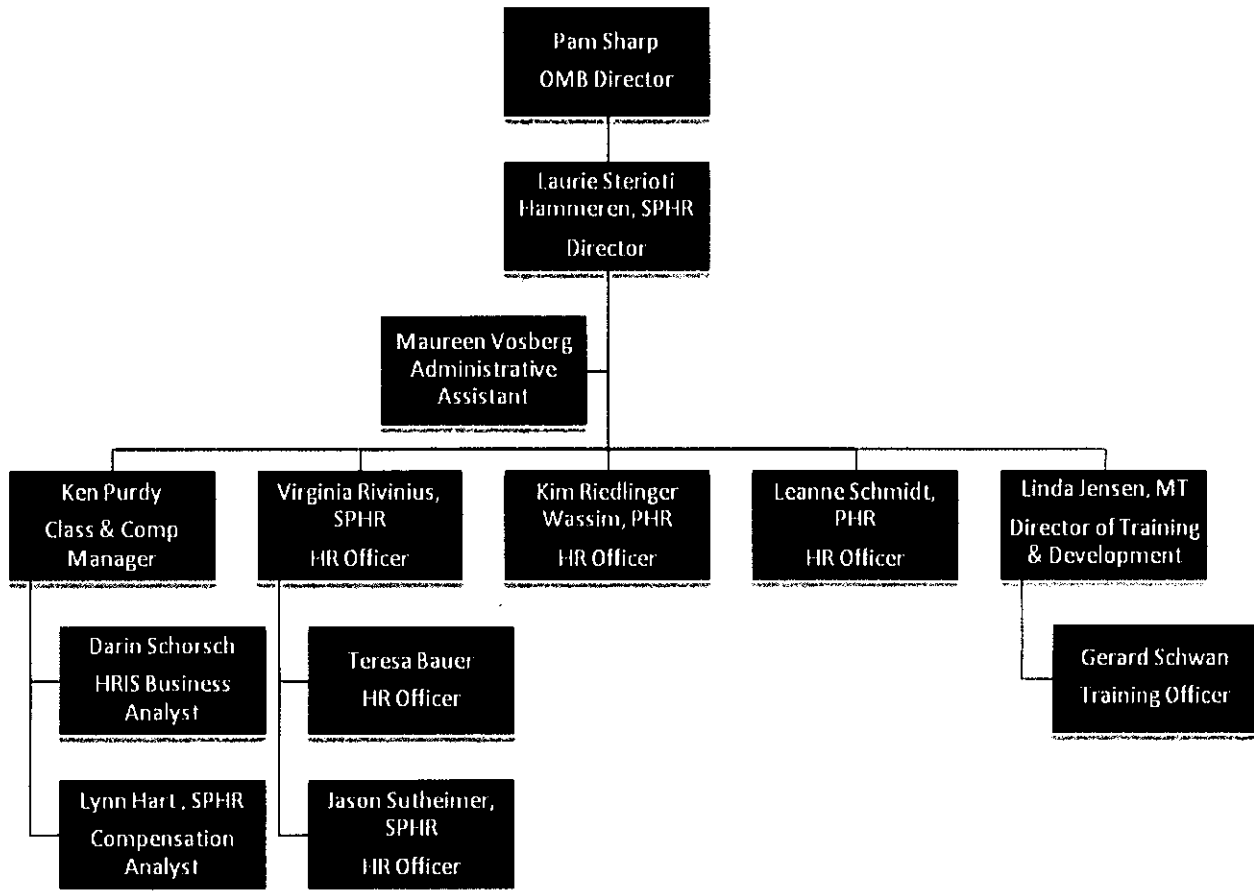 Pam Sharp
OMB Director
Laurie Sterioti
Hammeren, SPHR
Director
Maureen Vosberg
Administrative
Assistant
Ken Purdy
Class & Comp
Manager
Virginia Rivinius,
SPHR
HR Officer
Kim Riedlinger
Wassim, PHR
HR Officer
Leanne Schmidt,
PHR
HR Officer
Linda Jensen, MT
Director of Training
& Development
Darin Schorsch
HRIS Business
Analyst
Teresa Bauer
HR Officer
Gerard Schwan
Training Officer
Lynn Hart , SPHR
Compensation
Analyst
Jason Sutheimer,
SPHR
HR Officer